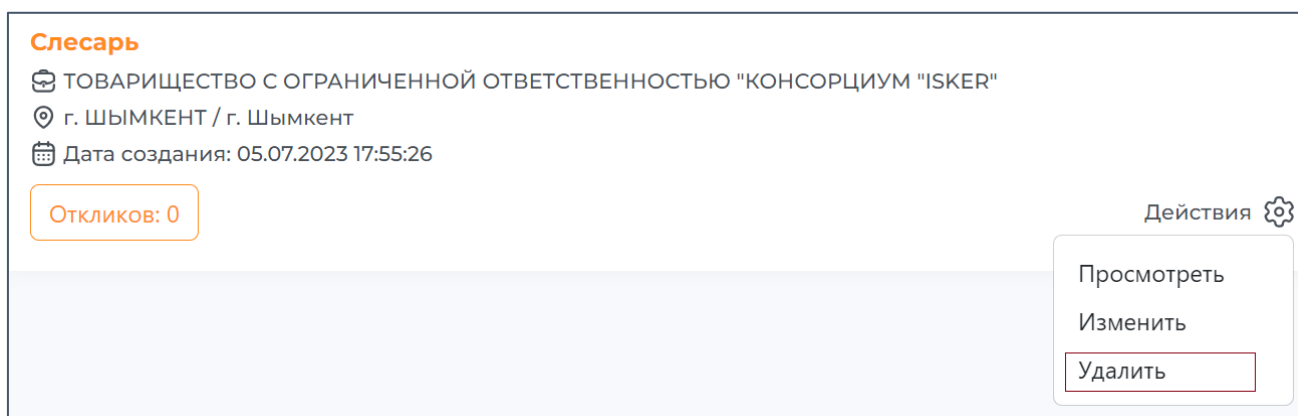 Слесарь
ТОВАРИЩЕСТВО С ОГРАНИЧЕННОЙ ОТВЕТСТВЕННОСТЬЮ "КОНСОРЦИУМ "ISKER"
г. ШЫМКЕНТ / г. Шымкент
Дата создания: 05.07.2023 17:55:26
Откликов: 0
Действия
Просмотреть
Изменить
Удалить